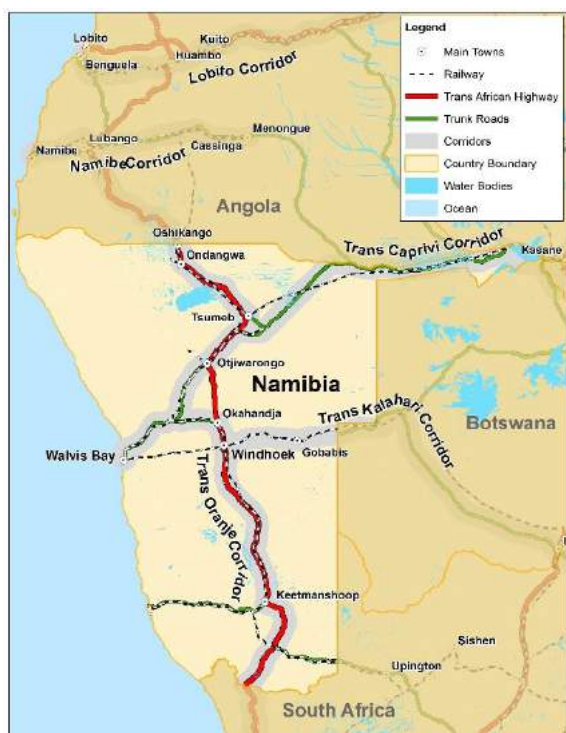 Legend
Main Towns
Railway
Trans African Highway
Trunk Roads
Corridors
Country Boundary
Water Bodies
Ocean
Lobito
Kuito
Benguela
Huambo
Lobifo Corridor
Lubango
Menongue
Namibe
Cassinga
Namibe Corridor
Angola
Oshikango
Trans Caprivi Corridor
Ondangwa
Kasane
Tsumeb
Otjiwarongo
Namibia
Okahandja
Trans Kalahari Corridor
Botswana
Walvis Bay
Windhoek
Gobabis
Trans Oranje Corridor
Keetmanshoop
Sishen
Upington
South Africa